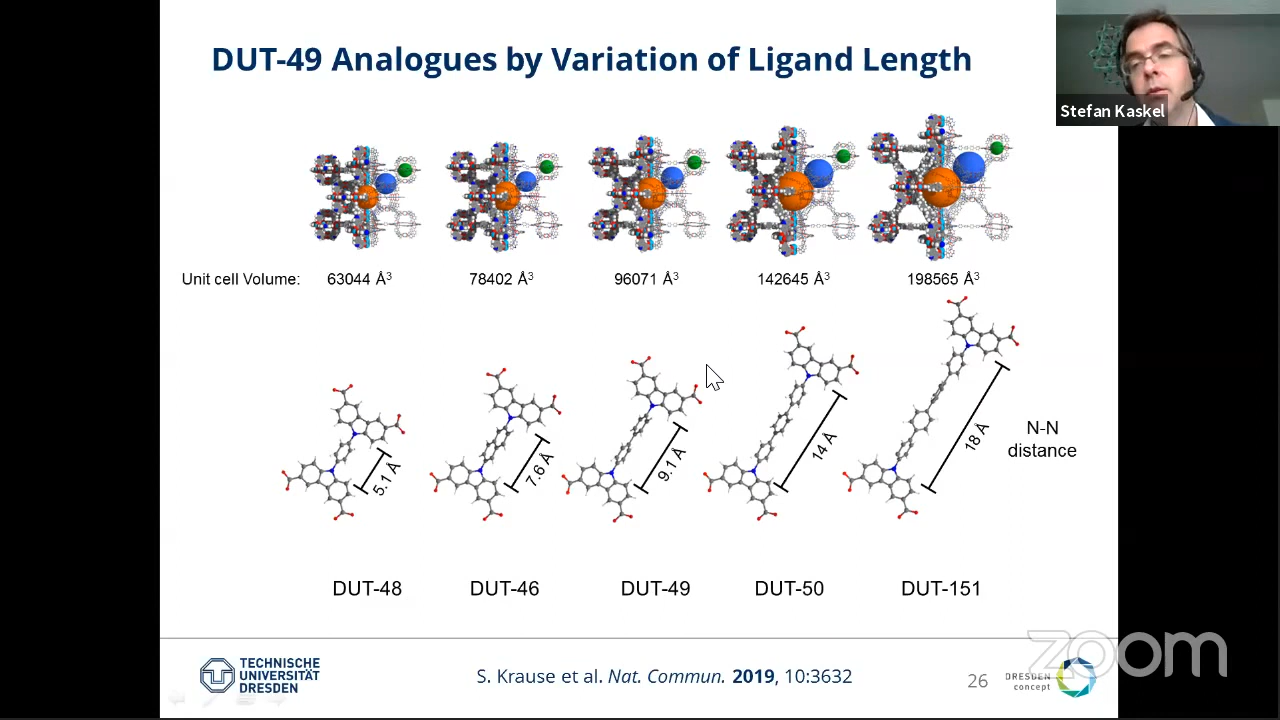 DUT-49 Analogues by Variation of Ligand Length
Stefan Kaskel
Unit cell Volume: 63044 Å³ 78402 Å³ 96071 Å³ 142645 Å³ 198565 Å³
5.1 Å 7.6 Å 9.1 Å 14 Å 18 Å
N-N
distance
DUT-48 DUT-46 DUT-49 DUT-50 DUT-151
TECHNISCHE
UNIVERSITÄT
DRESDEN
S. Krause et al. Nat. Commun. 2019, 10:3632
26
DRESDEN
concept
zoom